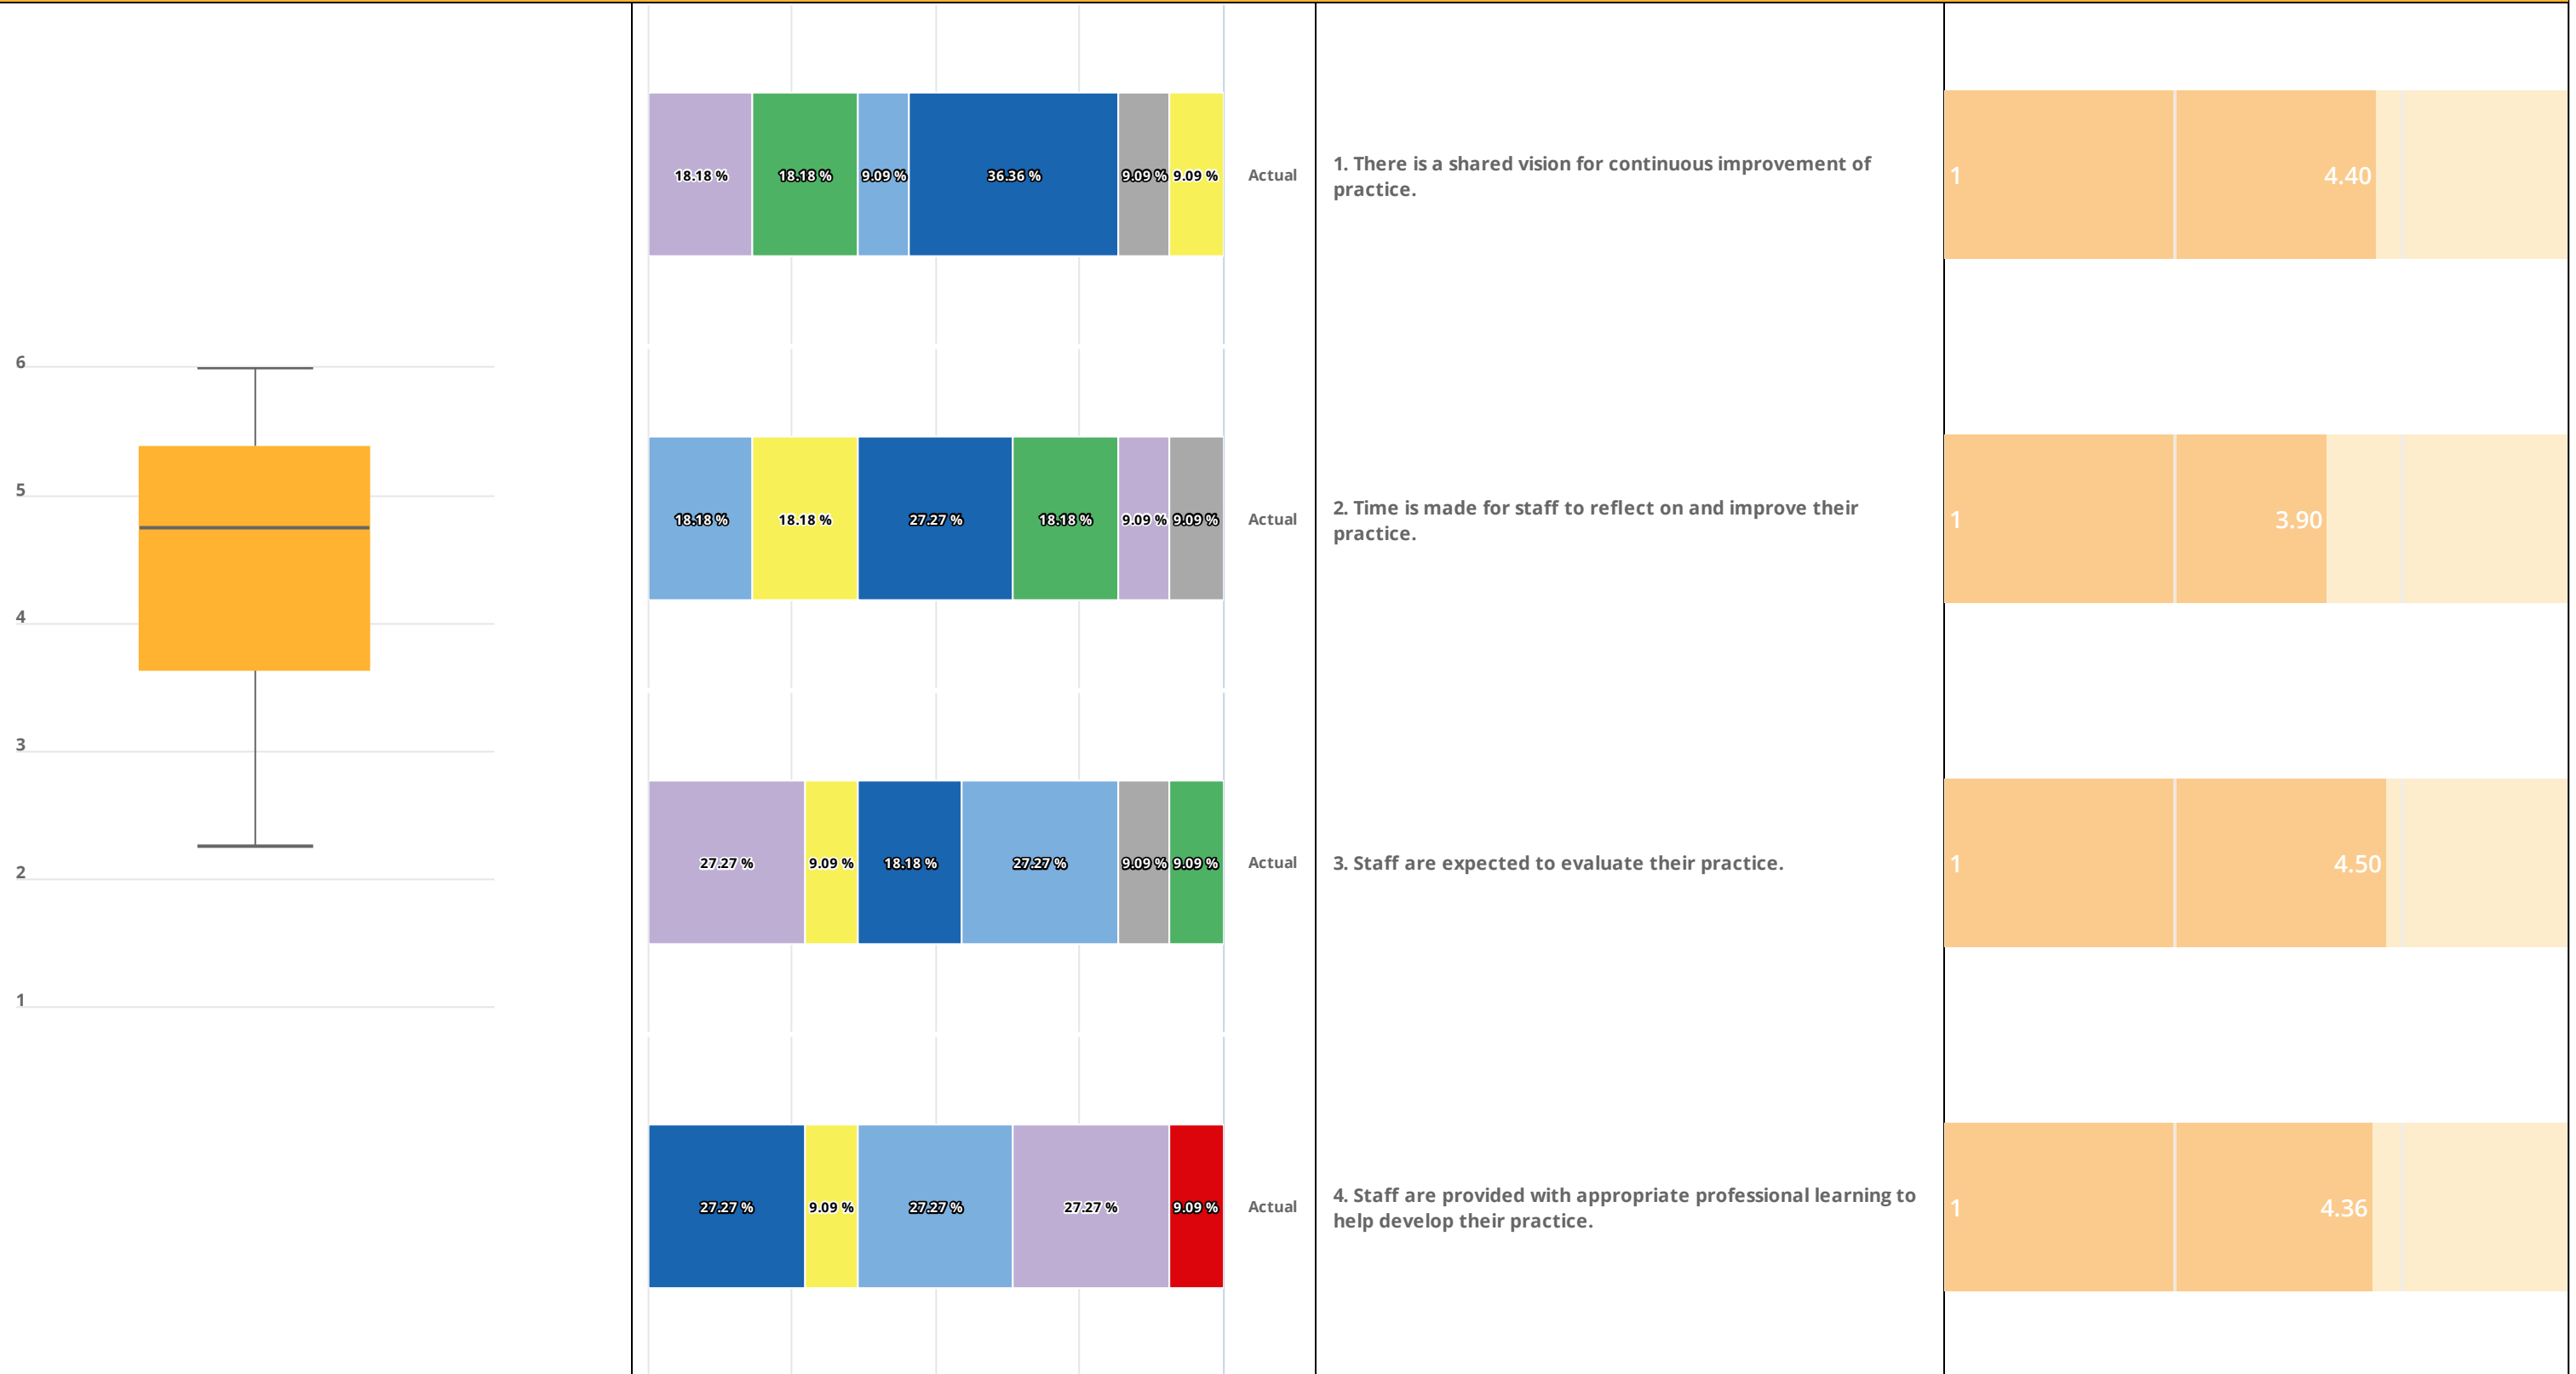 6
5
4
3
2
1
18.18 % 18.18 % 9.09 % 36.36 % 9.09 % 9.09 % Actual
1. There is a shared vision for continuous improvement of
practice.
1 4.40
18.18 % 18.18 % 27.27 % 18.18 % 9.09 % 9.09 % Actual
2. Time is made for staff to reflect on and improve their
practice.
1 3.90
27.27 % 9.09 % 18.18 % 27.27 % 9.09 % 9.09 % Actual
3. Staff are expected to evaluate their practice.
1 4.50
27.27 % 9.09 % 27.27 % 27.27 % 9.09 % Actual
4. Staff are provided with appropriate professional learning to
help develop their practice.
1 4.36